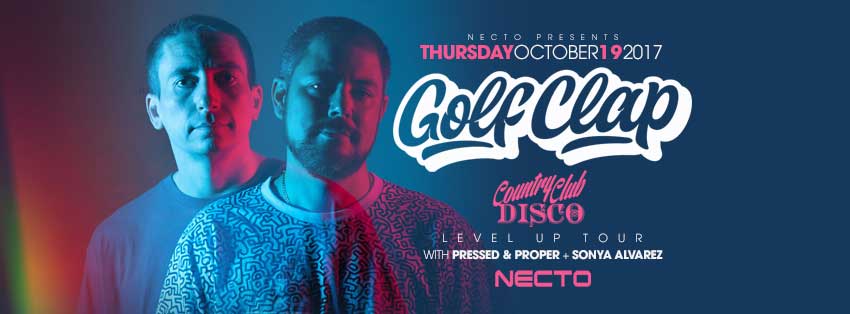 NECTO PRESENTS
THURSDAYOCTOBER192017
Golf Clap
Country Club
DISCO
LEVEL UP TOUR
WITH PRESSED & PROPER + SONYA ALVAREZ
NECTO